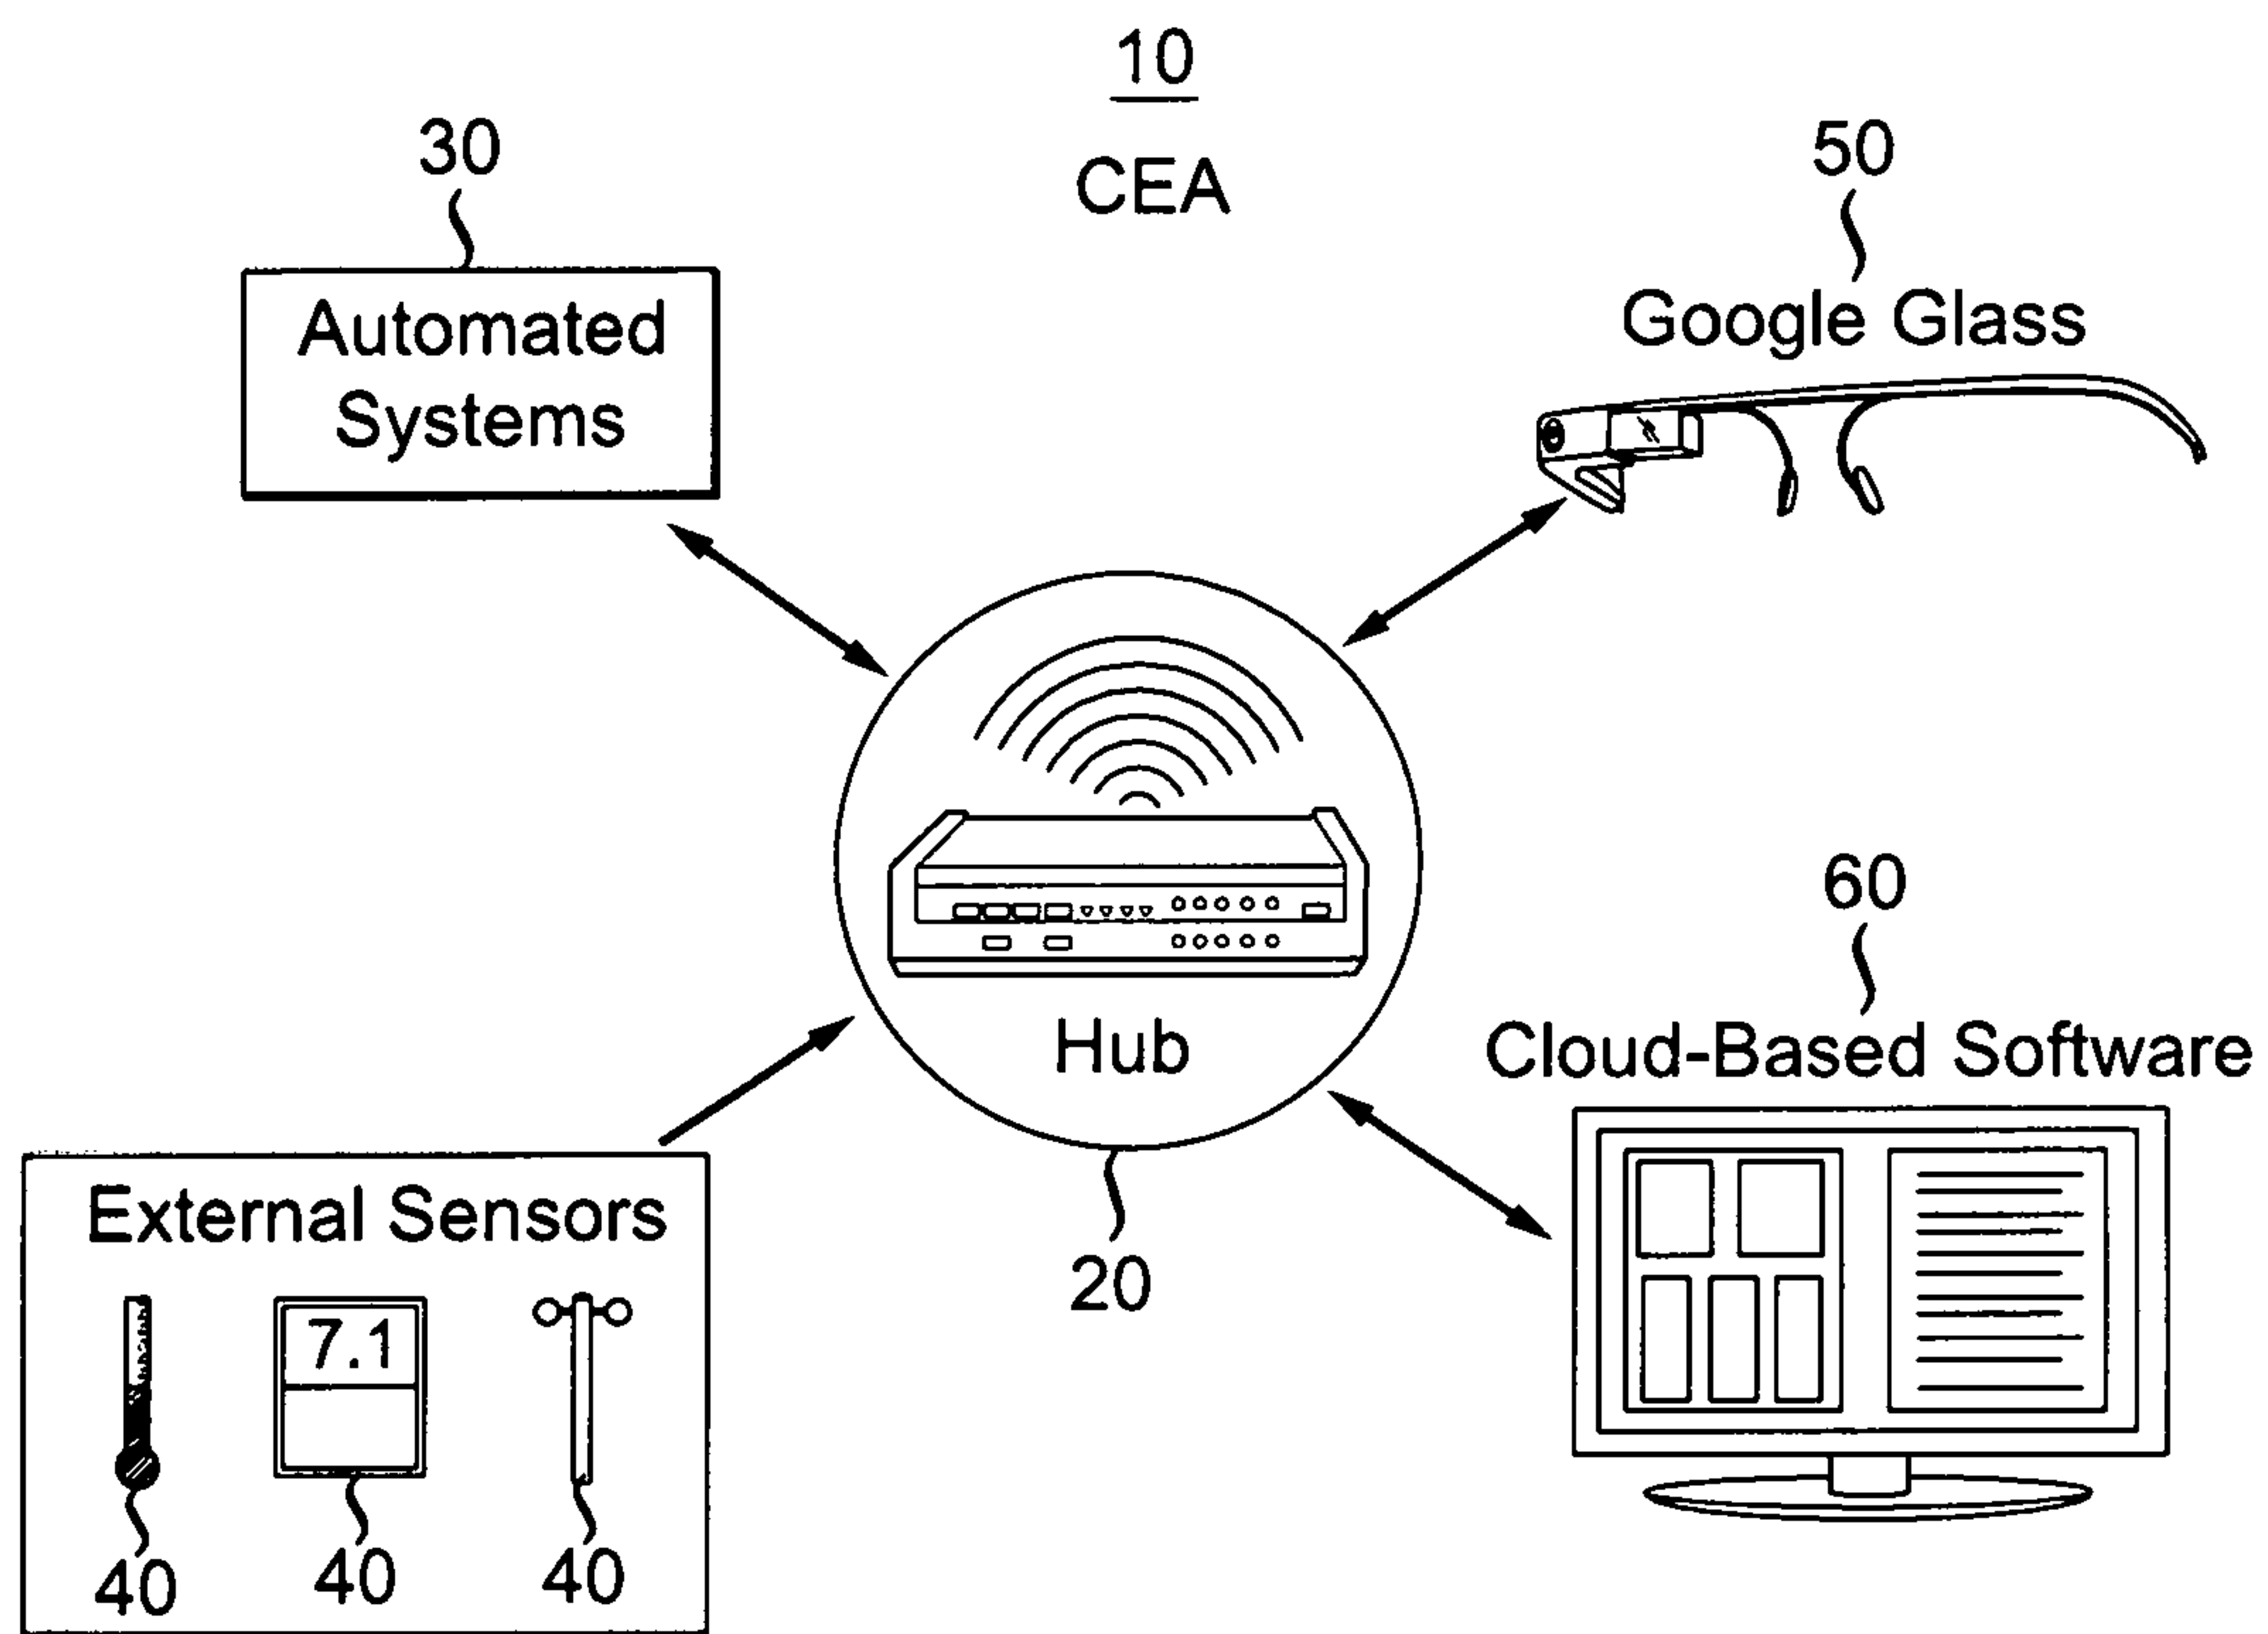 10
CEA
30
Automated
Systems
50
Google Glass
Hub
20
60
Cloud-Based Software
External Sensors
7.1
40
40
40